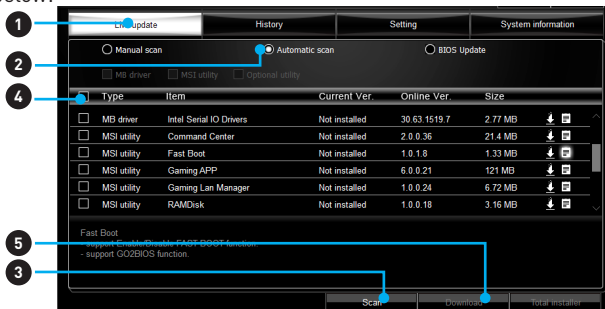 1 Live update History Setting System information
2 Manual scan Automatic scan BIOS Update
MB driver MSI utility Optional utility
4 Type Item Current Ver. Online Ver. Size
MB driver Intel Serial IO Drivers Not installed 30.63.1519.7 2.77 MB
MSI utility Command Center Not installed 2.0.0.36 21.4 MB
MSI utility Fast Boot Not installed 1.0.1.8 1.33 MB
MSI utility Gaming APP Not installed 6.0.0.21 121 MB
MSI utility Gaming Lan Manager Not installed 1.0.0.24 6.72 MB
MSI utility RAMDisk Not installed 1.0.0.18 3.16 MB
Fast Boot
5 - support Enable/Disable FAST BOOT function.
- support GO2BIOS function.
3 Scan Download Total installer